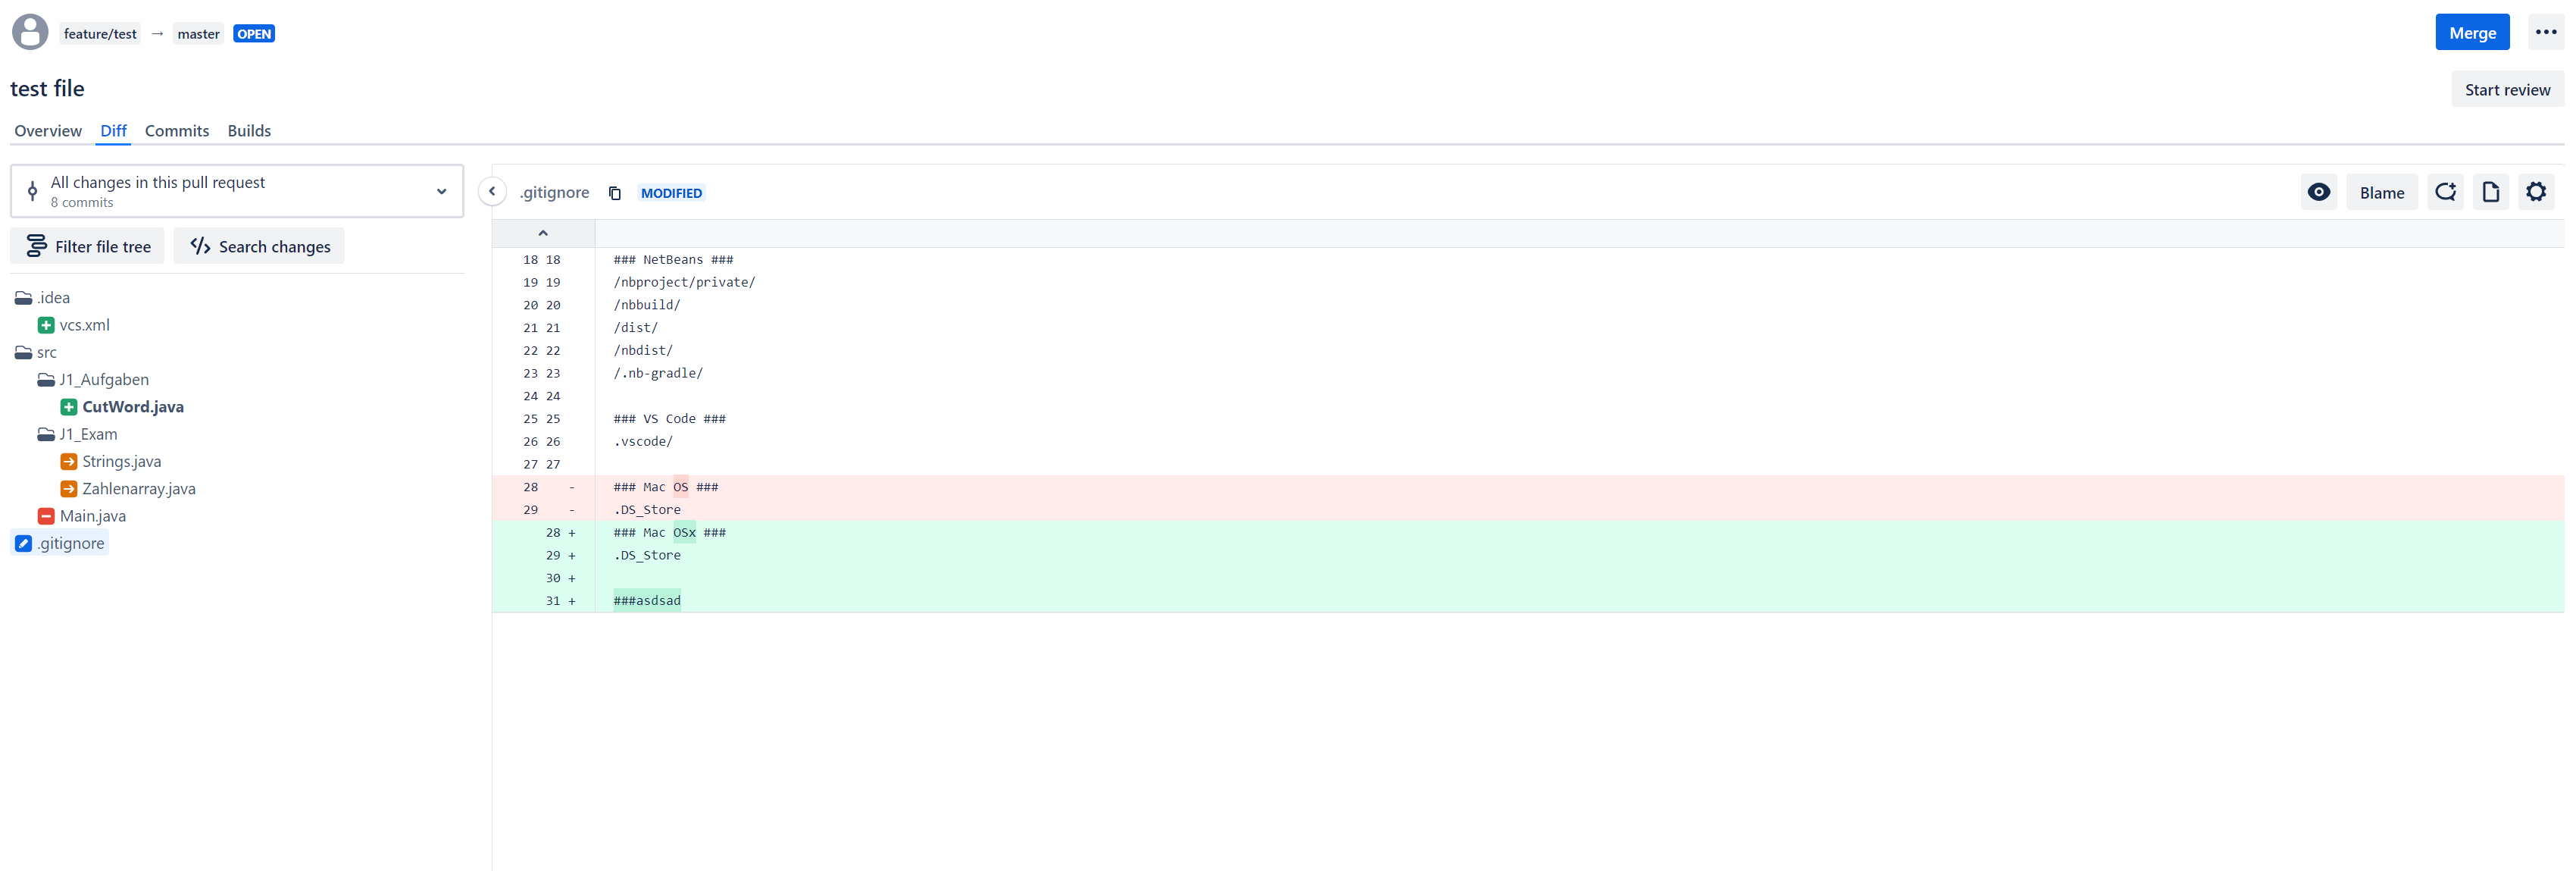 feature/test → master OPEN
Merge
test file
Start review
Overview Diff Commits Builds
All changes in this pull request
8 commits
Filter file tree
Search changes
.idea
vcs.xml
src
J1_Aufgaben
CutWord.java
J1_Exam
Strings.java
Zahlenarray.java
Main.java
.gitignore
.gitignore MODIFIED
Blame
18 18 ### NetBeans ###
19 19 /nbproject/private/
20 20 /nbbuild/
21 21 /dist/
22 22 /nbdist/
23 23 /.nb-gradle/
24 24
25 25 ### VS Code ###
26 26 .vscode/
27 27
28 - ### Mac OS ###
29 - .DS_Store
28 + ### Mac OSx ###
29 + .DS_Store
30 +
31 + ###asdsad